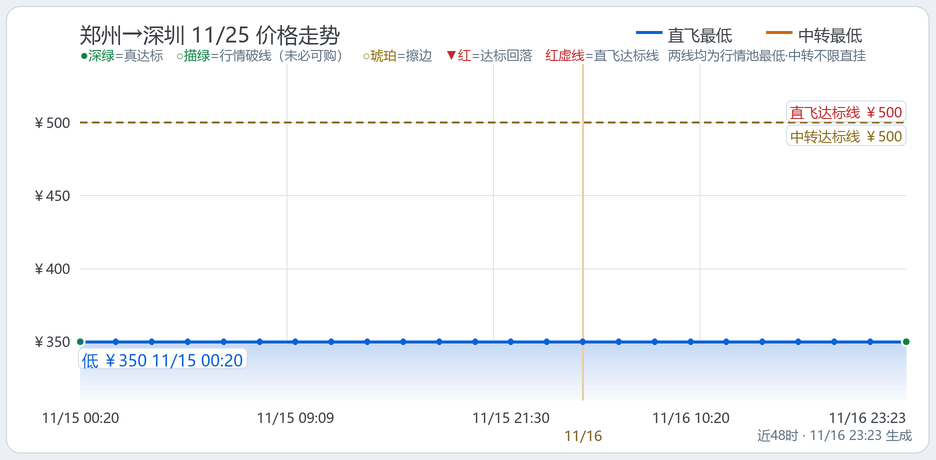 郑州→深圳 11/25 价格走势
直飞最低 中转最低
●深绿=真达标 ○描绿=行情破线（未必可购） ○琥珀=擦边 ▼红=达标回落 红虚线=直飞达标线 两线均为行情池最低·中转不限直挂
直飞达标线 ¥500
¥500
中转达标线 ¥500
¥450
¥400
¥350
低 ¥350 11/15 00:20
11/15 00:20 11/15 09:09 11/15 21:30 11/16 10:20 11/16 23:23
11/16
近48时 · 11/16 23:23 生成